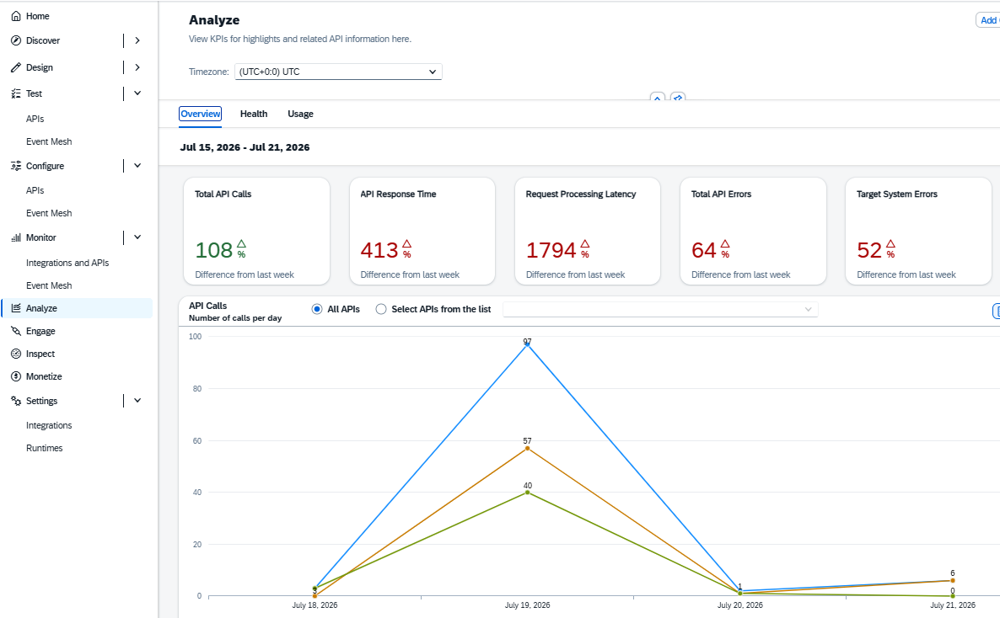 Home
Discover
Design
Test
APIs
Event Mesh
Configure
APIs
Event Mesh
Monitor
Integrations and APIs
Event Mesh
Analyze
Engage
Inspect
Monetize
Settings
Integrations
Runtimes
Analyze
Add
View KPIs for highlights and related API information here.
Timezone: (UTC+0:0) UTC
Overview Health Usage
Jul 15, 2026 - Jul 21, 2026
Total API Calls
108 %
Difference from last week
API Response Time
413 %
Difference from last week
Request Processing Latency
1794 %
Difference from last week
Total API Errors
64 %
Difference from last week
Target System Errors
52 %
Difference from last week
API Calls
Number of calls per day
All APIs Select APIs from the list
100
97
80
60
57
40
40
20
6
3
1
0
0
July 18, 2026 July 19, 2026 July 20, 2026 July 21, 2026